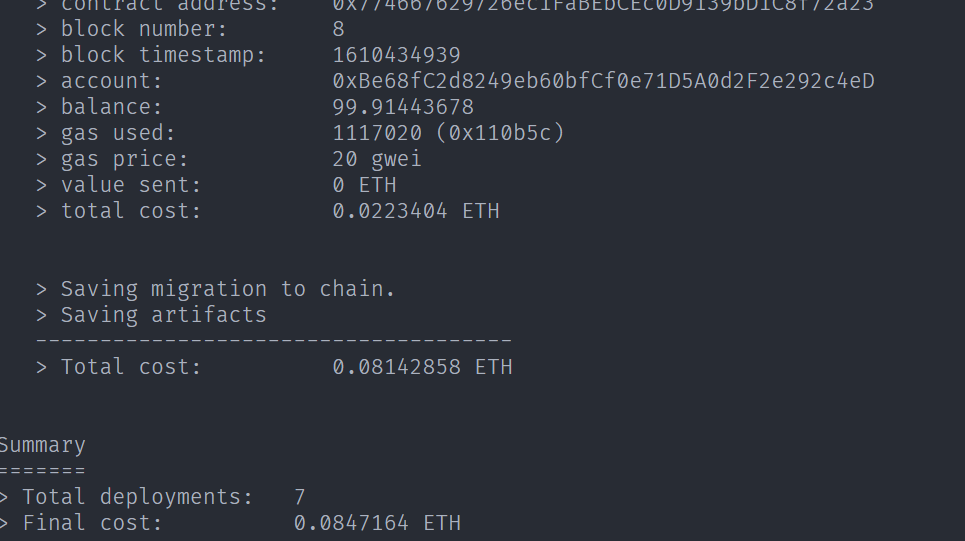 > contract address:
> block number: 8
> block timestamp: 1610434939
> account: 0xBe68fC2d8249eb60bfCf0e71D5A0d2F2e292c4eD
> balance: 99.91443678
> gas used: 1117020 (0x110b5c)
> gas price: 20 gwei
> value sent: 0 ETH
> total cost: 0.0223404 ETH
> Saving migration to chain.
> Saving artifacts
-------------------------------------
> Total cost: 0.08142858 ETH
Summary
=======
> Total deployments: 7
> Final cost: 0.0847164 ETH